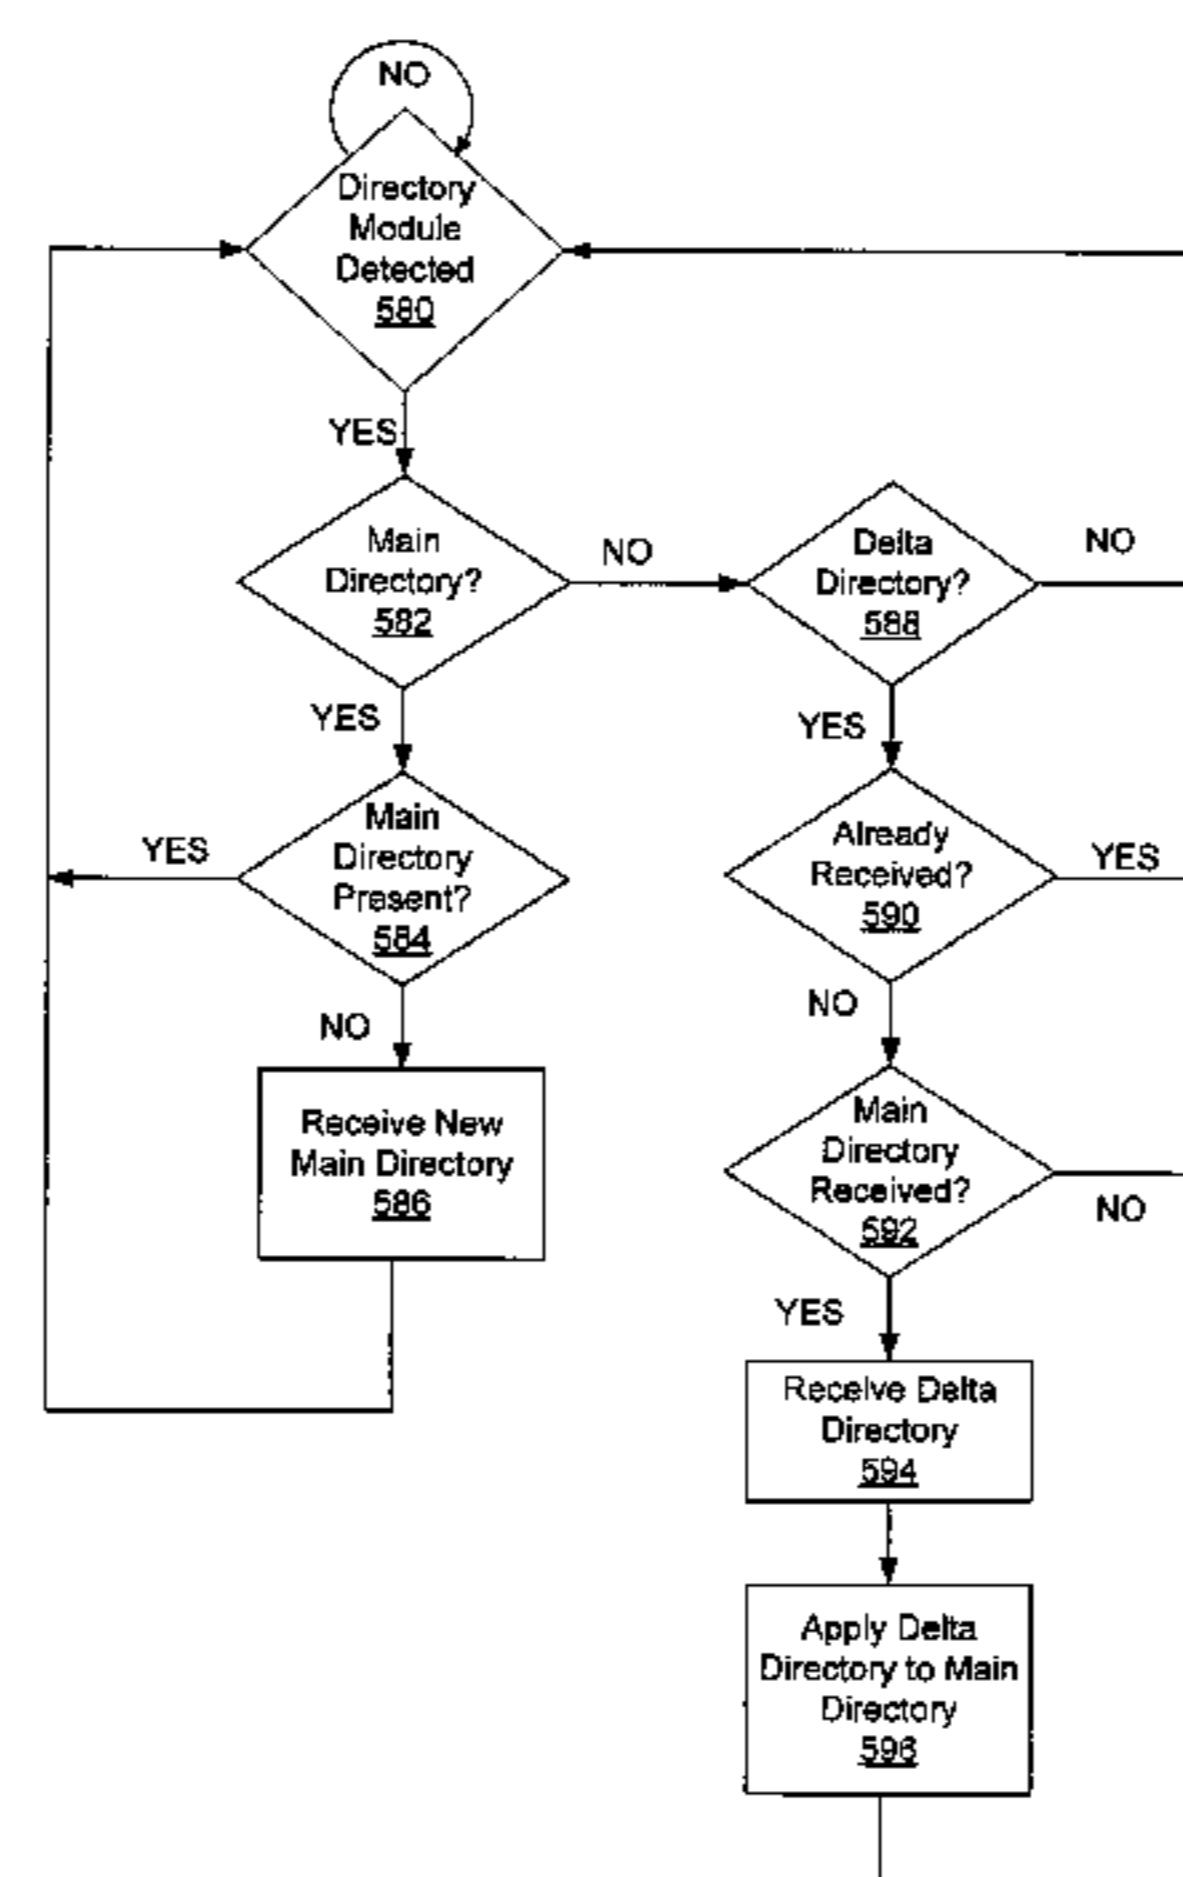 NO
Directory
Module
Detected
580
YES
Main
Directory?
582
NO
Delta
Directory?
588
NO
YES
Main
Directory
Present?
584
YES
NO
Receive New
Main Directory
586
YES
Already
Received?
590
YES
NO
Main
Directory
Received?
592
NO
YES
Receive Delta
Directory
594
Apply Delta
Directory to Main
Directory
596